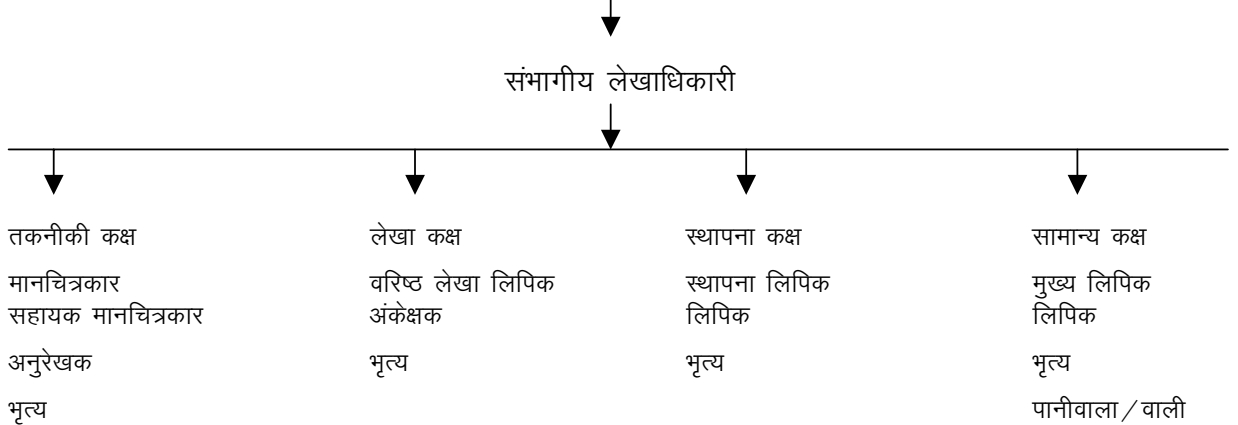 संभागीय लेखाधिकारी
तकनीकी कक्ष
मानचित्रकार
सहायक मानचित्रकार
अनुरेखक
भृत्य
लेखा कक्ष
वरिष्ठ लेखा लिपिक
अंकेक्षक
भृत्य
स्थापना कक्ष
स्थापना लिपिक
लिपिक
भृत्य
सामान्य कक्ष
मुख्य लिपिक
लिपिक
भृत्य
पानीवाला / वाली